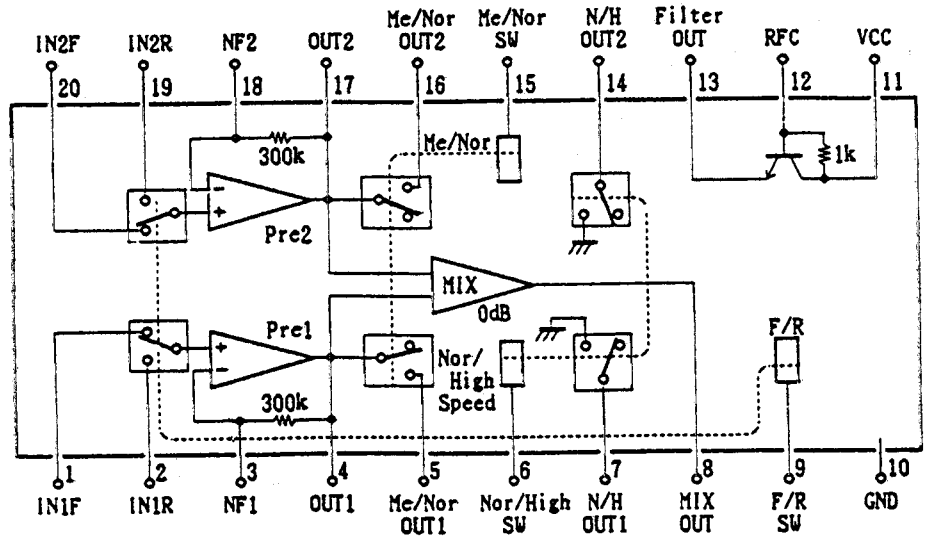 Me/Nor Me/Nor N/H Filter
IN2F IN2R NF2 OUT2 OUT2 SW OUT2 OUT RFC VCC
20 19 18 17 16 15 14 13 12 11
300k
Me/Nor
1k
−
+
Pre2
MIX
0dB
Pre1
F/R
+
−
Nor/
High
Speed
300k
1 2 3 4 5 6 7 8 9 10
IN1F IN1R NF1 OUT1 Me/Nor Nor/High N/H MIX F/R GND
OUT1 SW OUT1 OUT SW